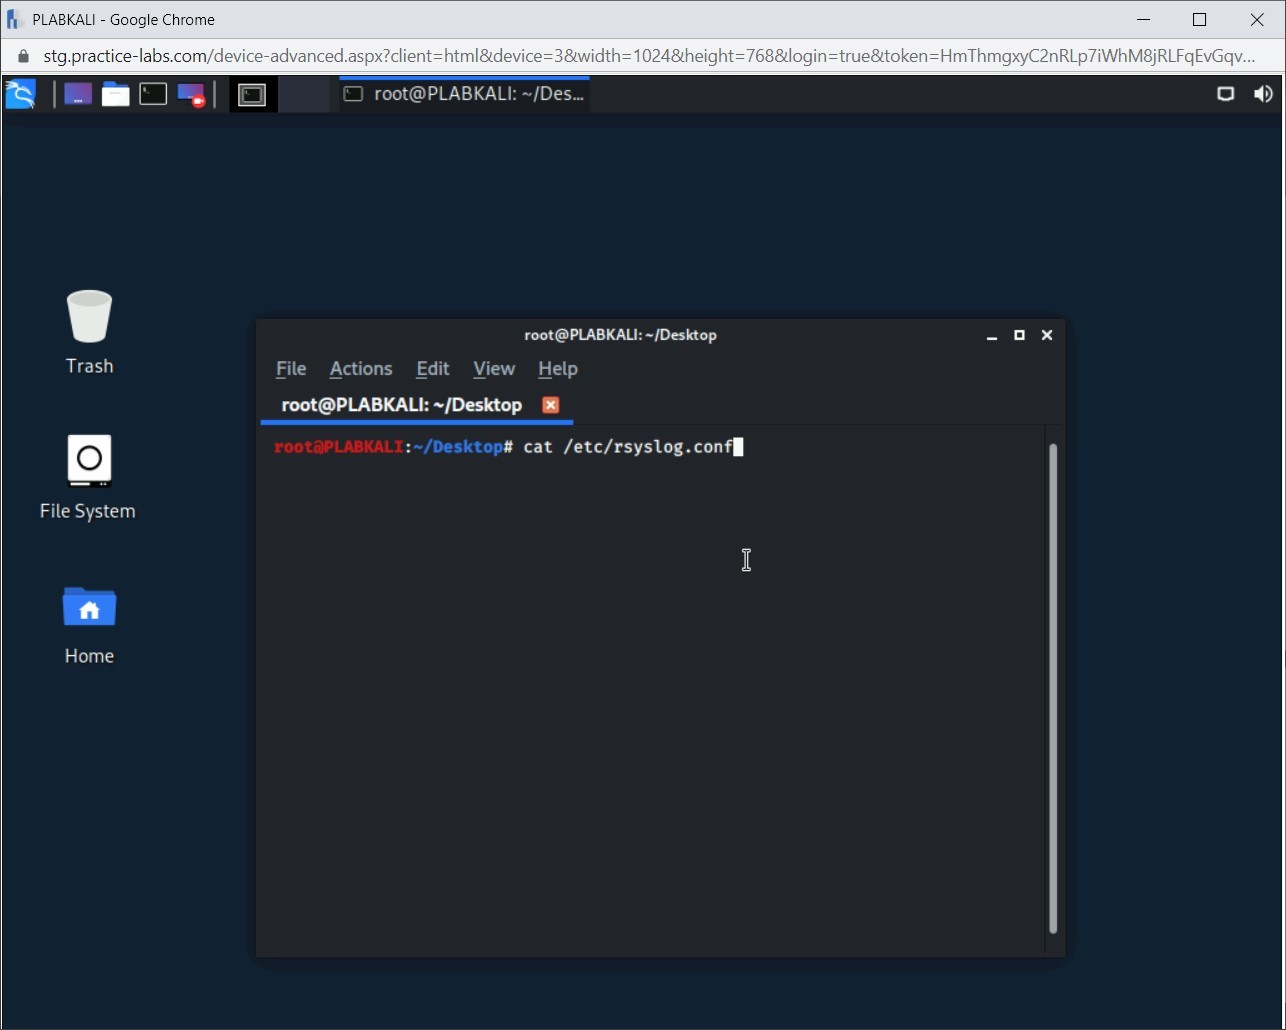 PLABKALI - Google Chrome
stg.practice-labs.com/device-advanced.aspx?client=html&device=3&width=1024&height=768&login=true&token=HmThmgxyC2nRLp7iWhM8jRLFqEvGqv...
root@PLABKALI: ~/Des...
Trash
File System
Home
root@PLABKALI: ~/Desktop
File Actions Edit View Help
root@PLABKALI: ~/Desktop
root@PLABKALI:~/Desktop# cat /etc/rsyslog.conf